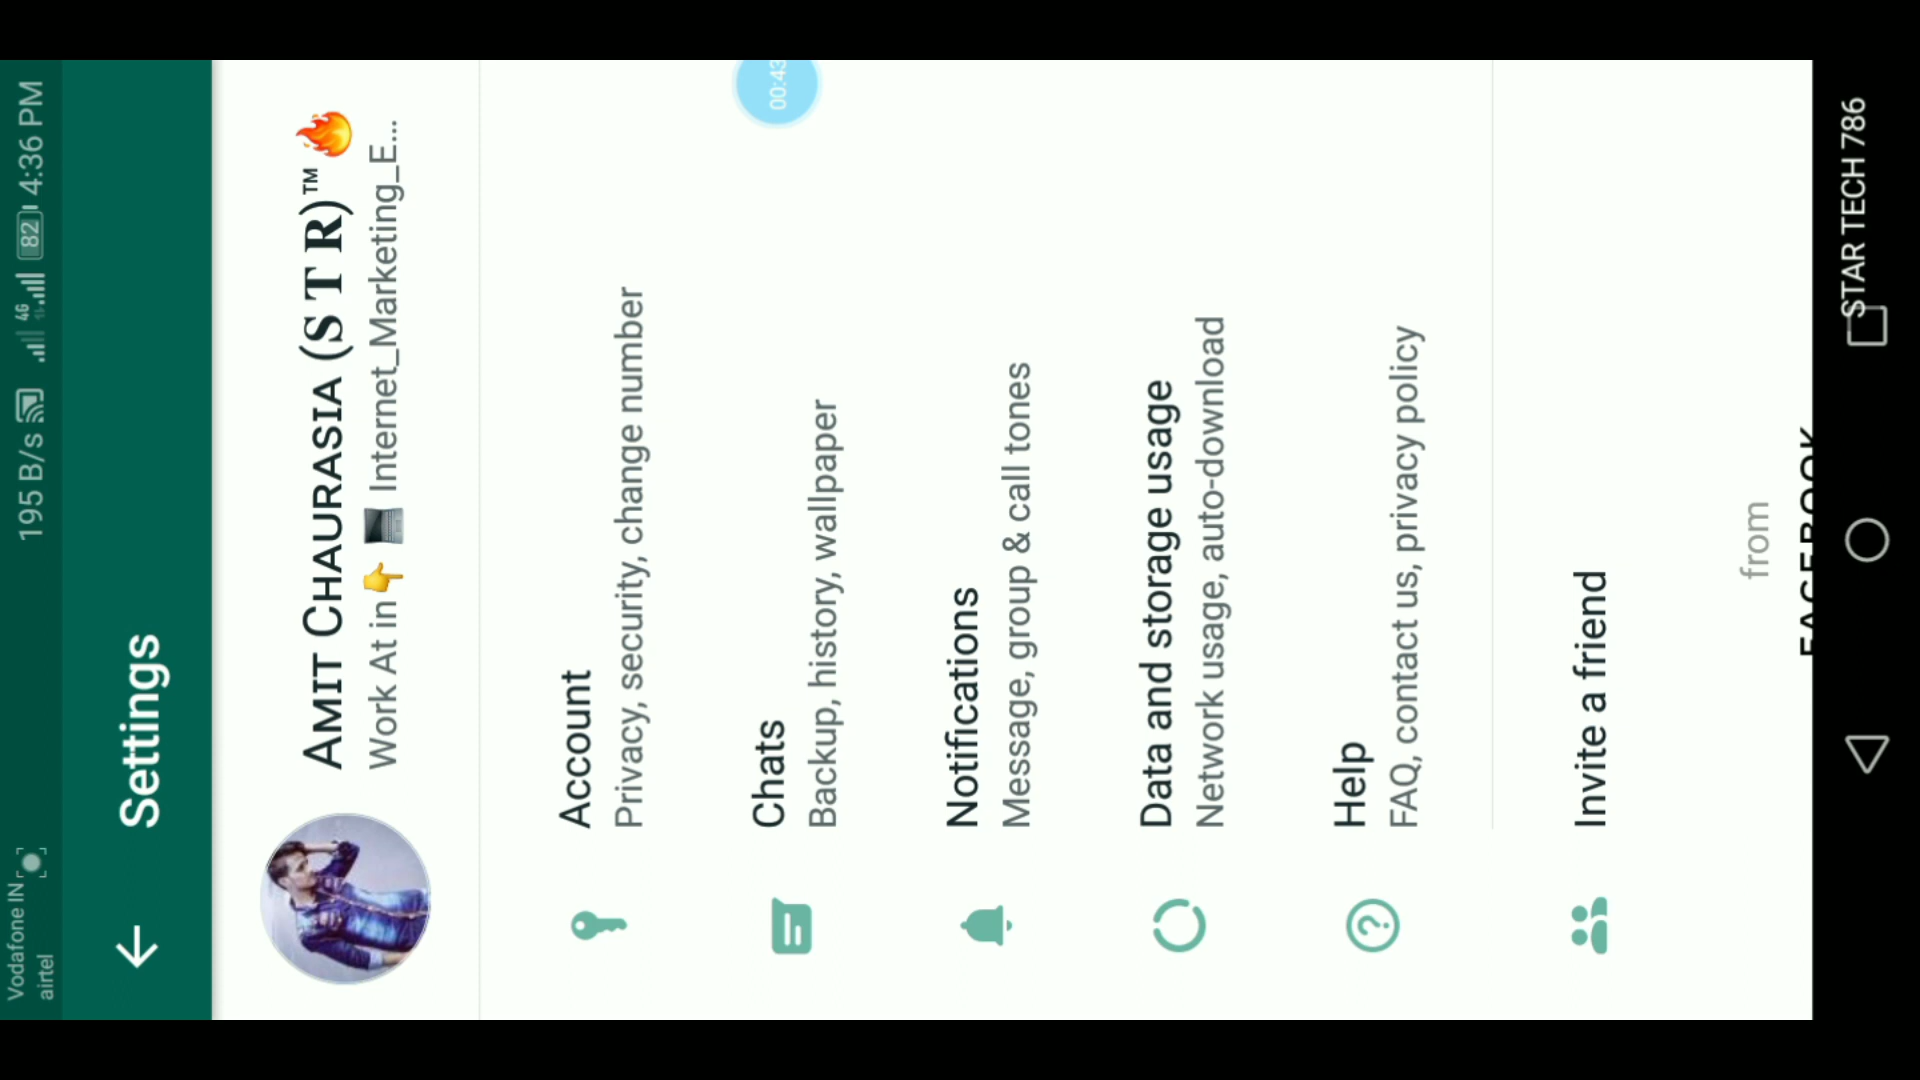 Vodafone IN
airtel
195 B/s 4G 82 4:36 PM
Settings
AMIT CHAURASIA (S T R)™🔥
Work At in 👉 💻 Internet_Marketing_E...
Account
Privacy, security, change number
00:43
Chats
Backup, history, wallpaper
Notifications
Message, group & call tones
Data and storage usage
Network usage, auto-download
Help
FAQ, contact us, privacy policy
Invite a friend
from
FACEBOOK
STAR TECH 786